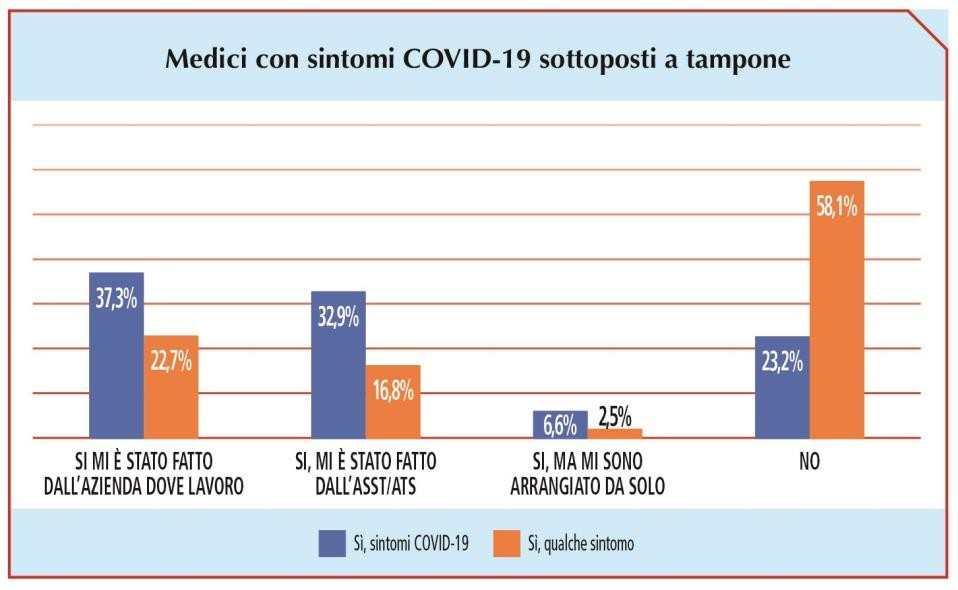 Medici con sintomi COVID-19 sottoposti a tampone
37,3%
22,7%
32,9%
16,8%
6,6%
2,5%
23,2%
58,1%
SI MI È STATO FATTO
DALL'AZIENDA DOVE LAVORO
SI, MI È STATO FATTO
DALL'ASST/ATS
SI, MA MI SONO
ARRANGIATO DA SOLO
NO
Sì, sintomi COVID-19
Sì, qualche sintomo